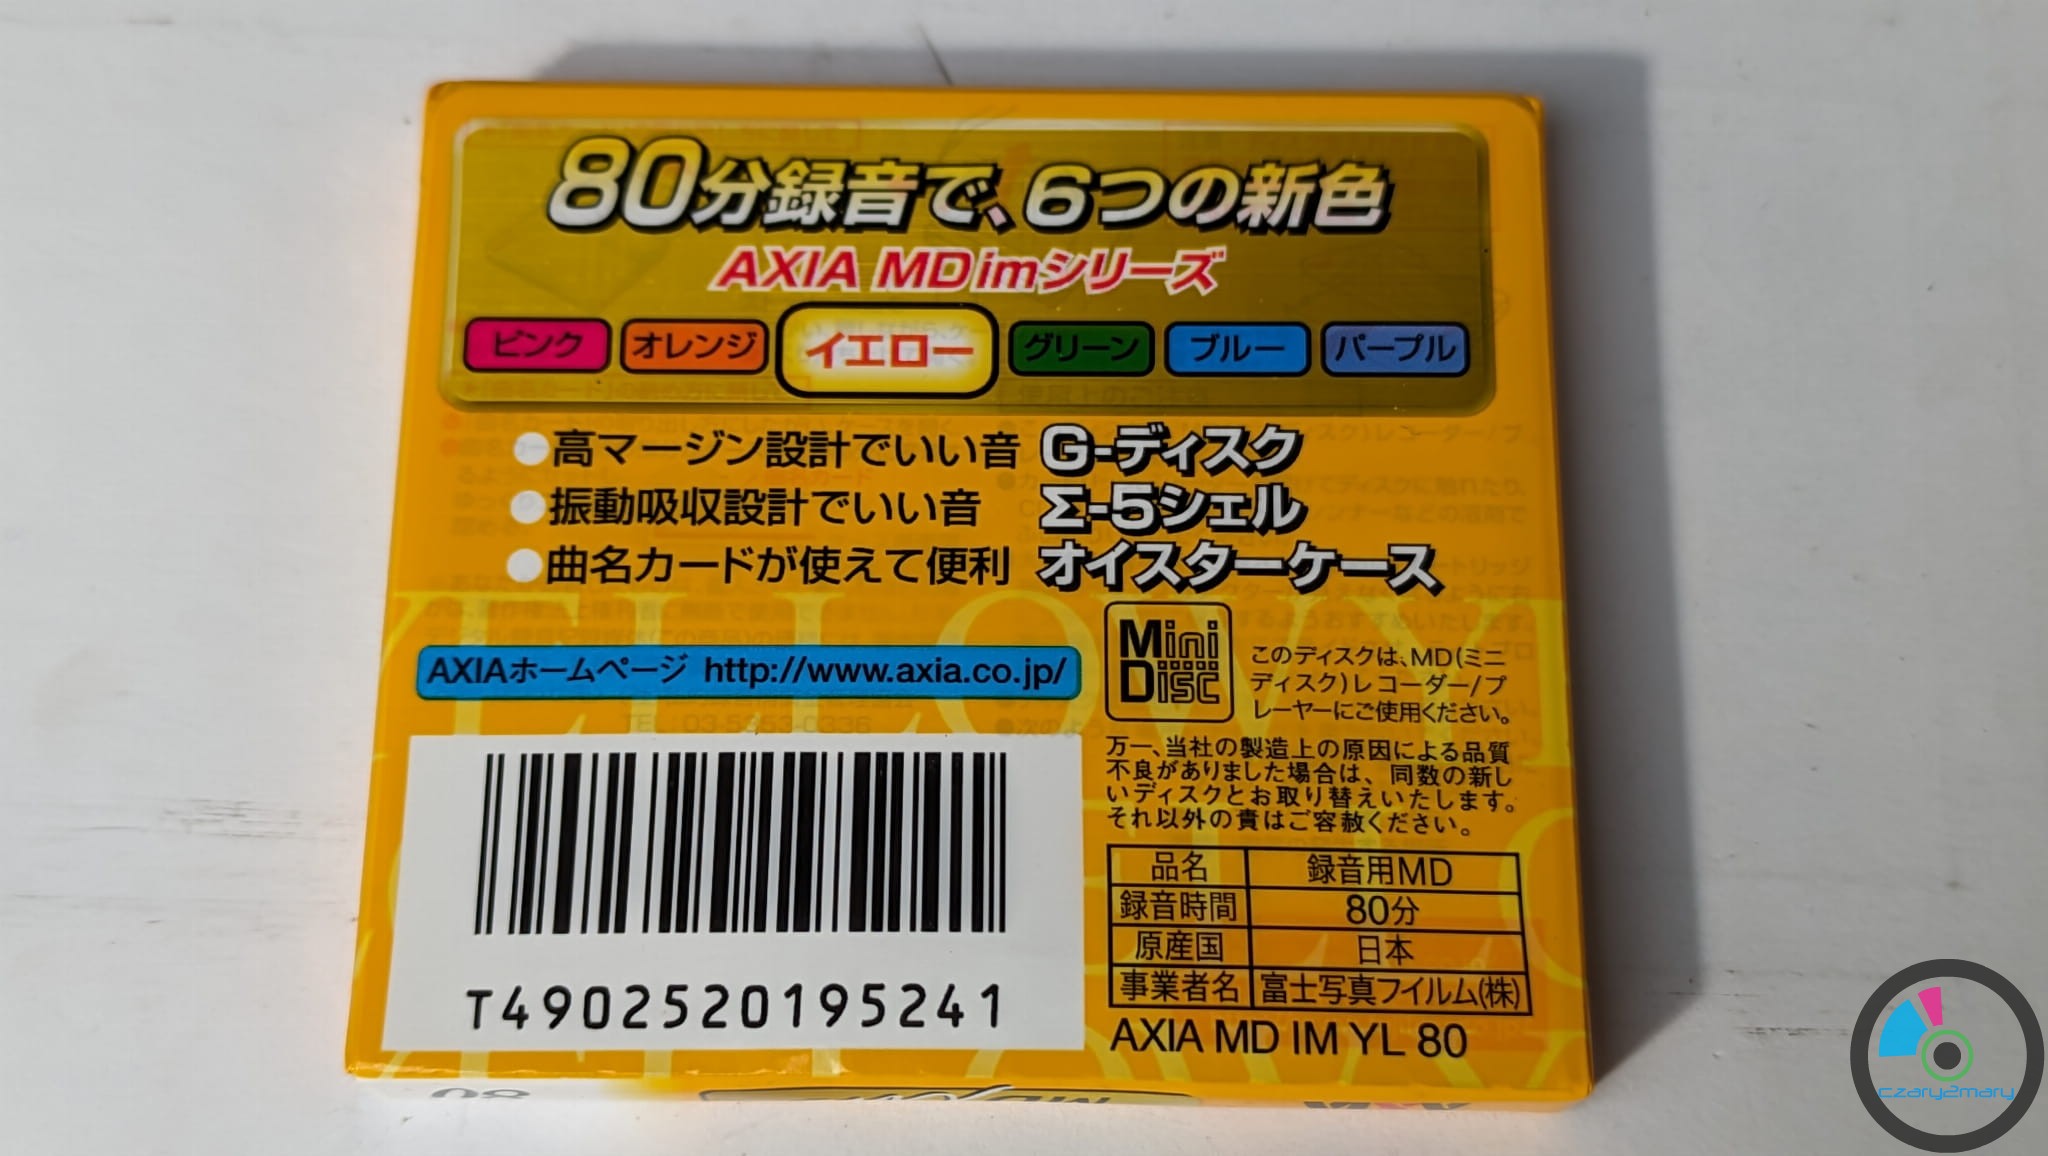 80分録音で、6つの新色
AXIA MD imシリーズ
ピンク オレンジ イエロー グリーン ブルー パープル
●高マージン設計でいい音 G-ディスク
●振動吸収設計でいい音 Σ-5シェル
●曲名カードが使えて便利 オイスターケース
AXIAホームページ http://www.axia.co.jp/
Mini
Disc
このディスクは、MD(ミニ
ディスク)レコーダー/プ
レーヤーにご使用ください。
万一、当社の製造上の原因による品質
不良がありました場合は、同数の新し
いディスクとお取り替えいたします。
それ以外の責はご容赦ください。
品名 録音用MD
録音時間 80分
原産国 日本
事業者名 富士写真フイルム(株)
AXIA MD IM YL 80
T4902520195241
TEL: 03-5353-0336
80
czary2mary